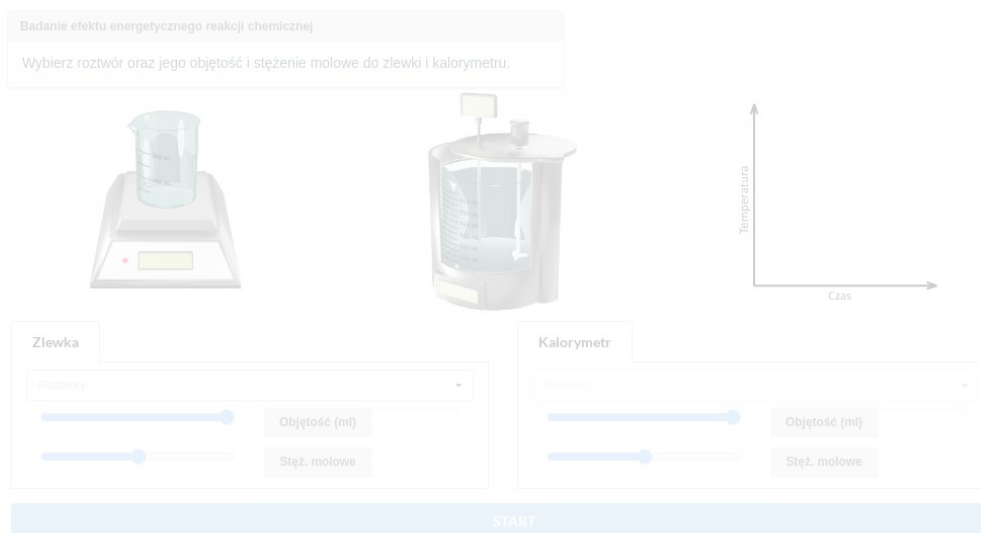 Badanie efektu energetycznego reakcji chemicznej
Wybierz roztwór oraz jego objętość i stężenie molowe do zlewki i kalorymetru.
Temperatura
Czas
Zlewka
Kalorymetr
Roztwory
Objętość (ml)
Objętość (ml)
Stęż. molowe
Stęż. molowe
START